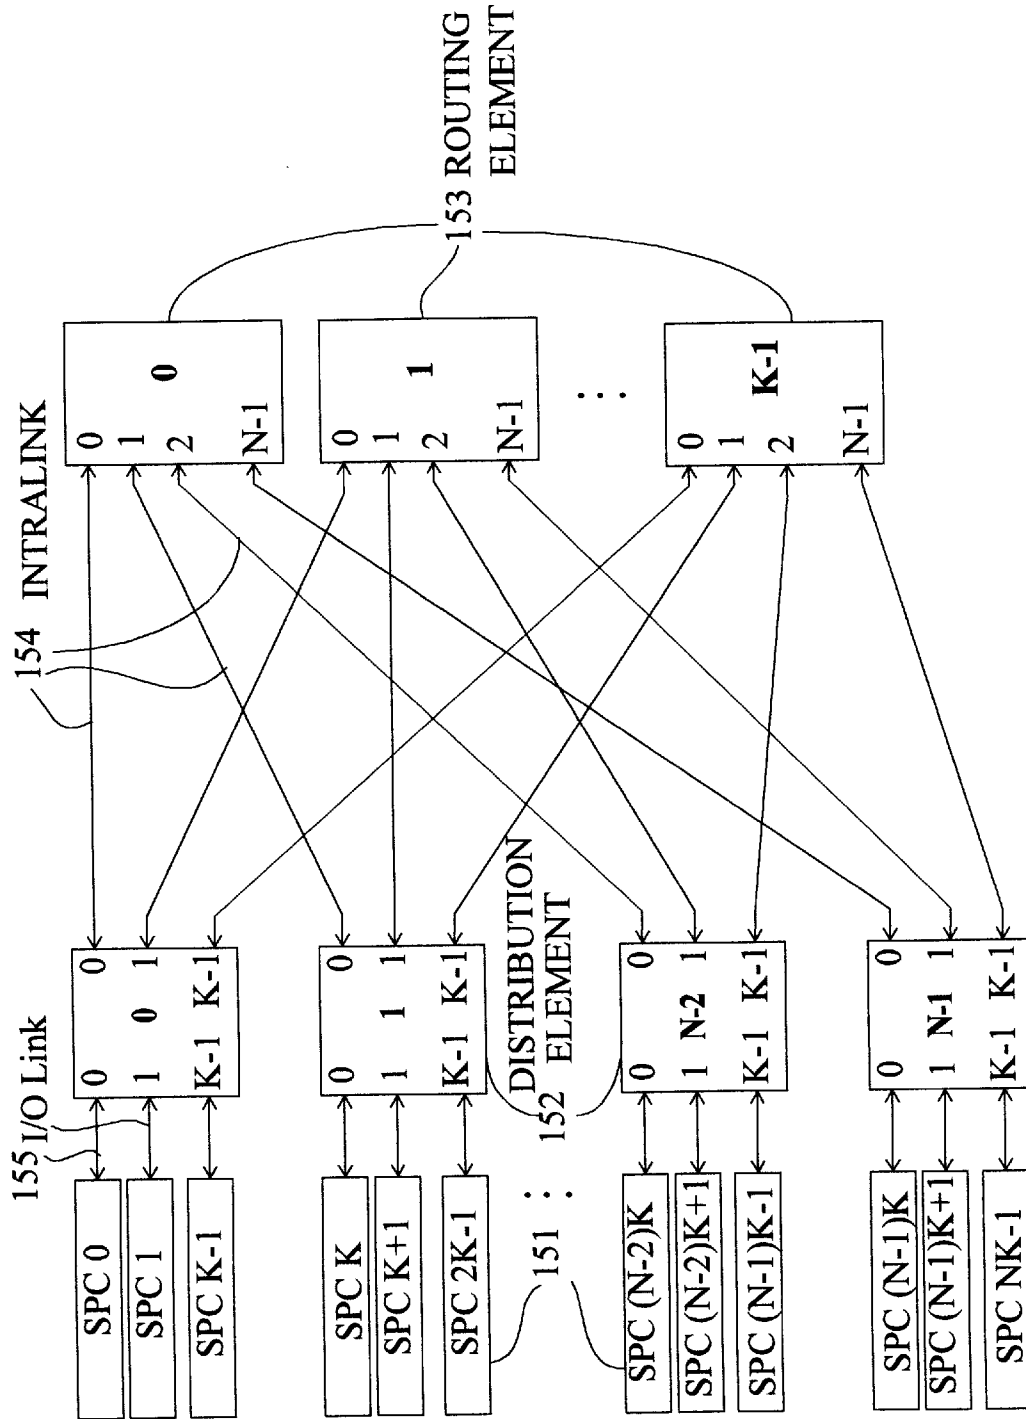 155 I/O Link
154 INTRALINK
153 ROUTING
ELEMENT
SPC 0
SPC 1
SPC K-1
0 0
1 0 1
K-1 K-1
0
1
2
N-1
0
SPC K
SPC K+1
SPC 2K-1
0 0
1 1 1
K-1 K-1
0
1
2
N-1
1
151
152
DISTRIBUTION
ELEMENT
SPC (N-2)K
SPC (N-2)K+1
SPC (N-1)K-1
0 0
1 N-2 1
K-1 K-1
0
1
2
N-1
K-1
SPC (N-1)K
SPC (N-1)K+1
SPC NK-1
0 0
1 N-1 1
K-1 K-1